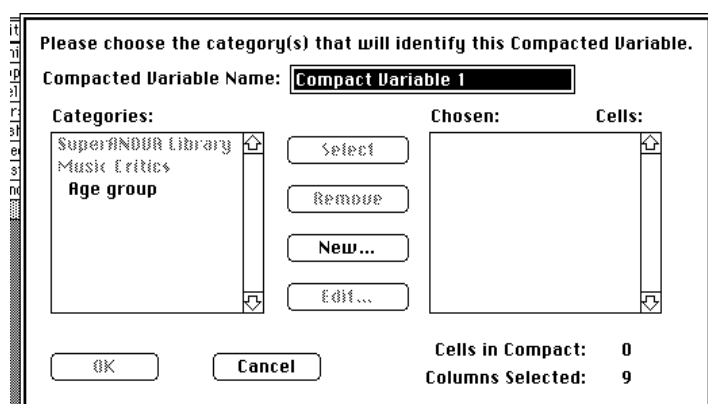 Please choose the category(s) that will identify this Compacted Variable.
Compacted Variable Name: Compact Variable 1
Categories:
Chosen: Cells:
SuperANOVA Library
Music Critics
Age group
Select
Remove
New...
Edit...
OK
Cancel
Cells in Compact: 0
Columns Selected: 9